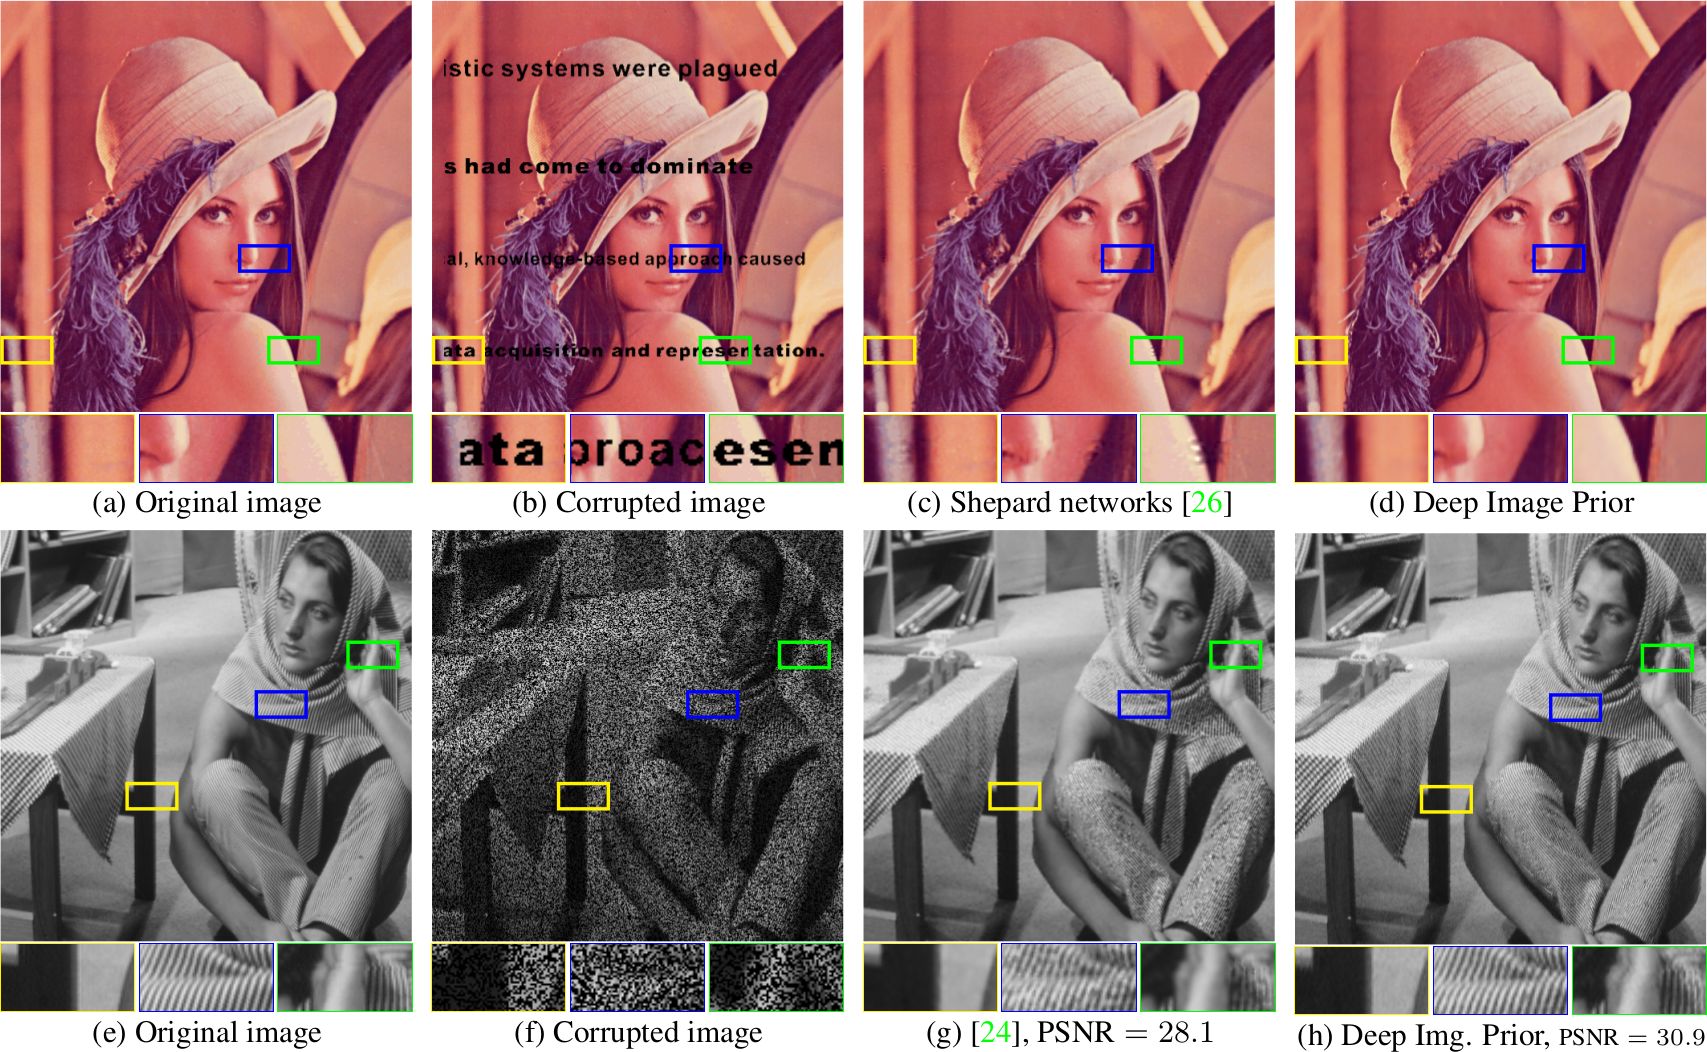 istic systems were plagued
s had come to dominate
al, knowledge-based approach caused
ata acquisition and representation.
ata proac esen
(a) Original image
(b) Corrupted image
(c) Shepard networks [26]
(d) Deep Image Prior
(e) Original image
(f) Corrupted image
(g) [24], PSNR = 28.1
(h) Deep Img. Prior, PSNR = 30.9